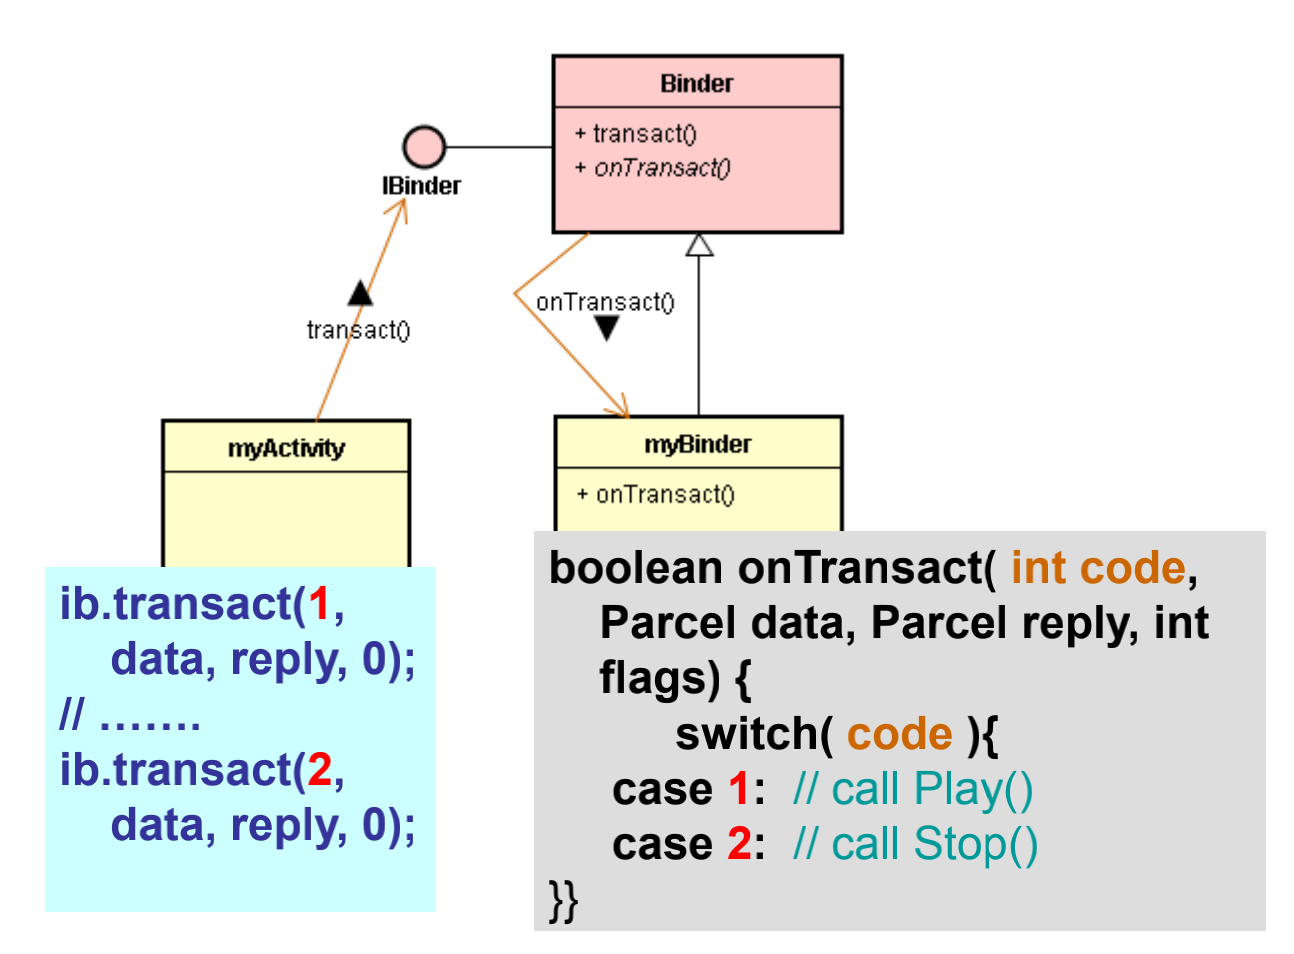 Binder
+ transact()
+ onTransact()
IBinder
transact()
onTransact()
myActivity
myBinder
+ onTransact()
ib.transact(1,
data, reply, 0);
// …….
ib.transact(2,
data, reply, 0);
boolean onTransact( int code,
Parcel data, Parcel reply, int
flags) {
switch( code ){
case 1:  // call Play()
case 2:  // call Stop()
}}